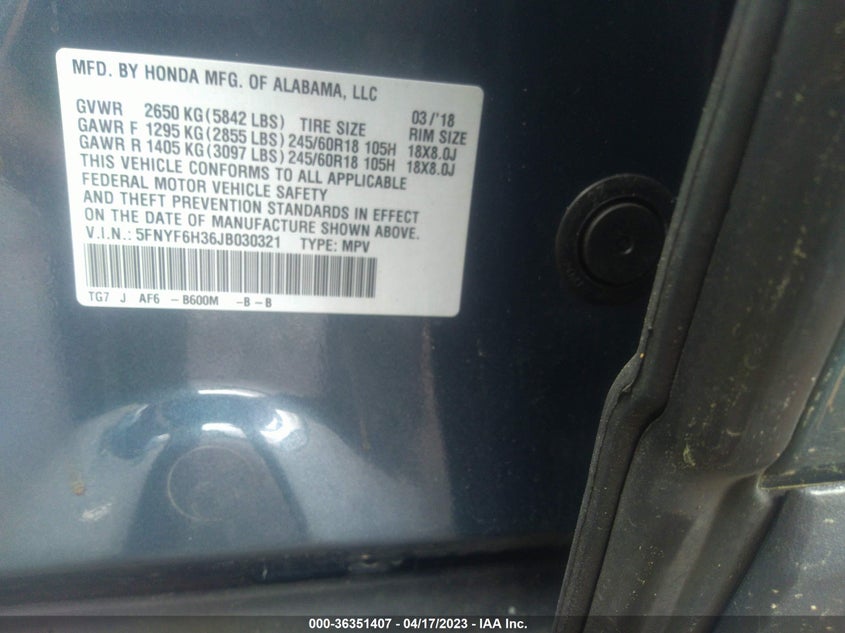 MFD. BY HONDA MFG. OF ALABAMA, LLC
GVWR 2650 KG (5842 LBS) TIRE SIZE 03/'18 RIM SIZE
GAWR F 1295 KG (2855 LBS) 245/60R18 105H 18X8.0J
GAWR R 1405 KG (3097 LBS) 245/60R18 105H 18X8.0J
THIS VEHICLE CONFORMS TO ALL APPLICABLE
FEDERAL MOTOR VEHICLE SAFETY
AND THEFT PREVENTION STANDARDS IN EFFECT
ON THE DATE OF MANUFACTURE SHOWN ABOVE.
V.I.N.: 5FNYF6H36JB030321 TYPE: MPV
TG7 J AF6 -B600M -B-B
000-36351407 - 04/17/2023 - IAA Inc.